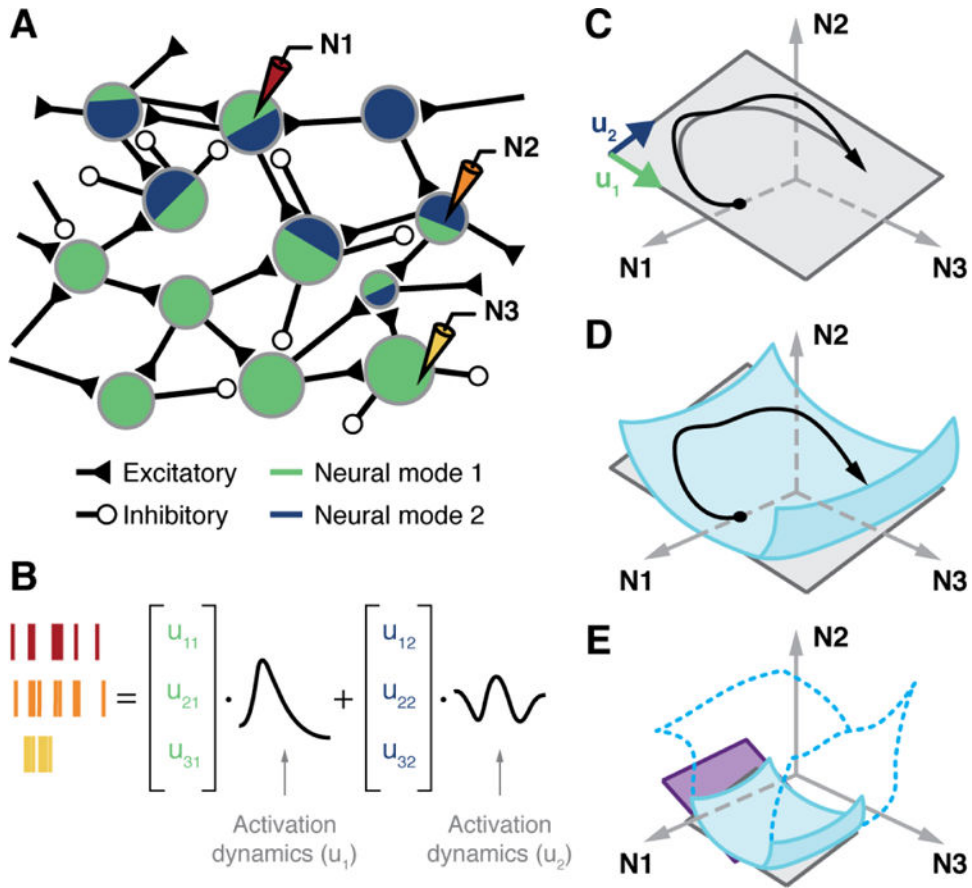 A
N1
N2
N3
Excitatory
Neural mode 1
Inhibitory
Neural mode 2
B
=
u11
u21
u31
·
+
u12
u22
u32
·
Activation
dynamics (u1)
Activation
dynamics (u2)
C
N2
u2
u1
N1
N3
D
N2
N1
N3
E
N2
N1
N3